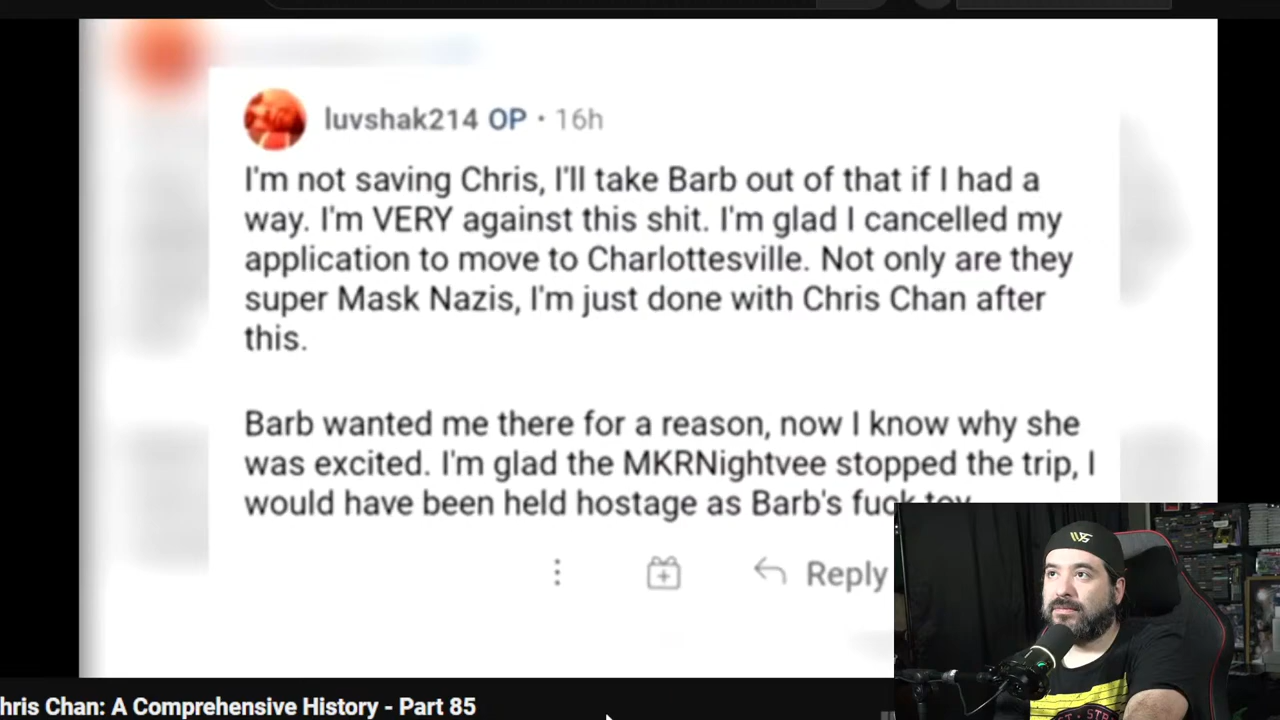 luvshak214 OP • 16h
I'm not saving Chris, I'll take Barb out of that if I had a
way. I'm VERY against this shit. I'm glad I cancelled my
application to move to Charlottesville. Not only are they
super Mask Nazis, I'm just done with Chris Chan after
this.
Barb wanted me there for a reason, now I know why she
was excited. I'm glad the MKRNightvee stopped the trip, I
would have been held hostage as Barb's fuck toy
Reply
hris Chan: A Comprehensive History - Part 85